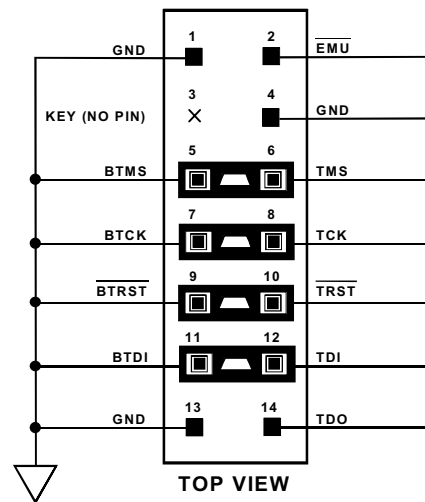 1 2
GND EMU
3 4
KEY (NO PIN) GND
5 6
BTMS TMS
7 8
BTCK TCK
9 10
BTRST TRST
11 12
BTDI TDI
13 14
GND TDO
TOP VIEW